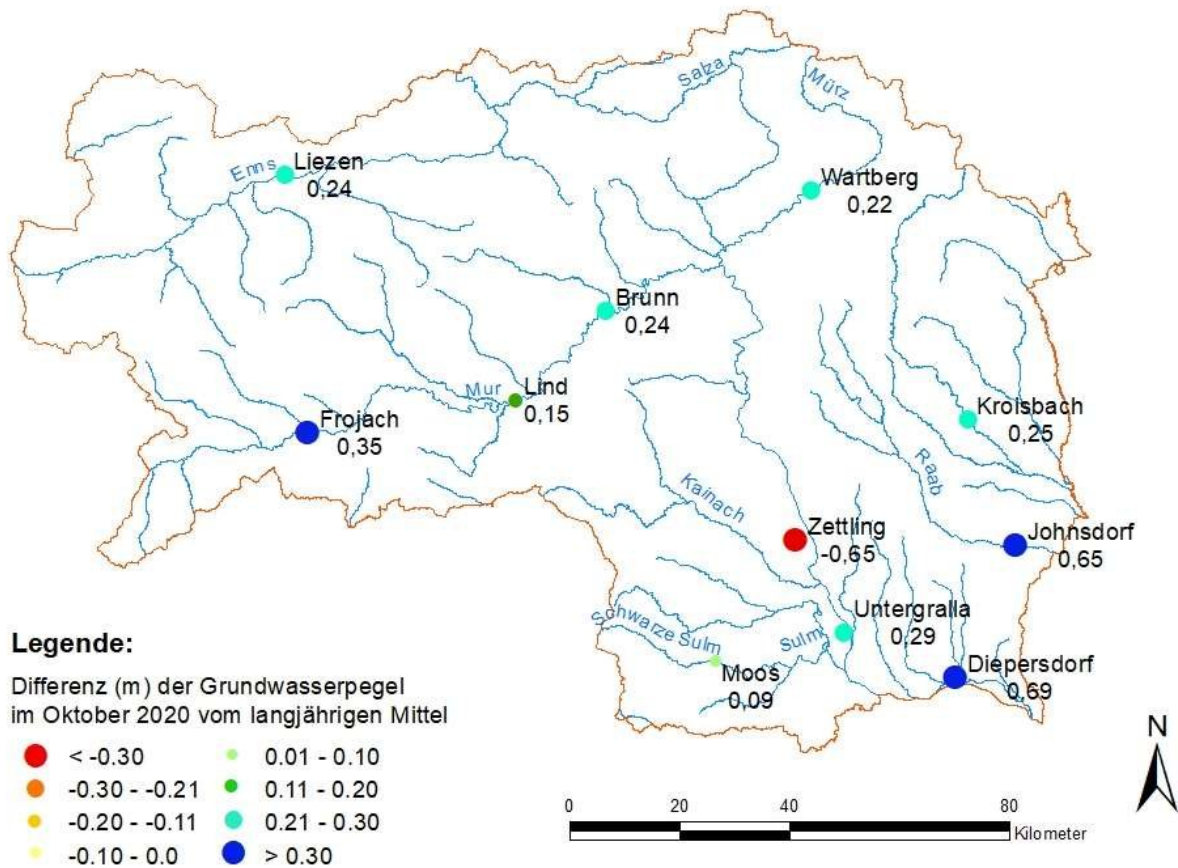 Salza
Mürz
Enns
Liezen
0,24
Wartberg
0,22
Brunn
0,24
Mur
Lind
0,15
Frojach
0,35
Kroisbach
0,25
Raab
Kainach
Zettling
-0,65
Johnsdorf
0,65
Schwarze Sulm
Sulm
Untergralla
0,29
Moos
0,09
Diepersdorf
0,69
Legende:
Differenz (m) der Grundwasserpegel
im Oktober 2020 vom langjährigen Mittel
< -0.30
-0.30 - -0.21
-0.20 - -0.11
-0.10 - 0.0
0.01 - 0.10
0.11 - 0.20
0.21 - 0.30
> 0.30
0 20 40 80
Kilometer
N